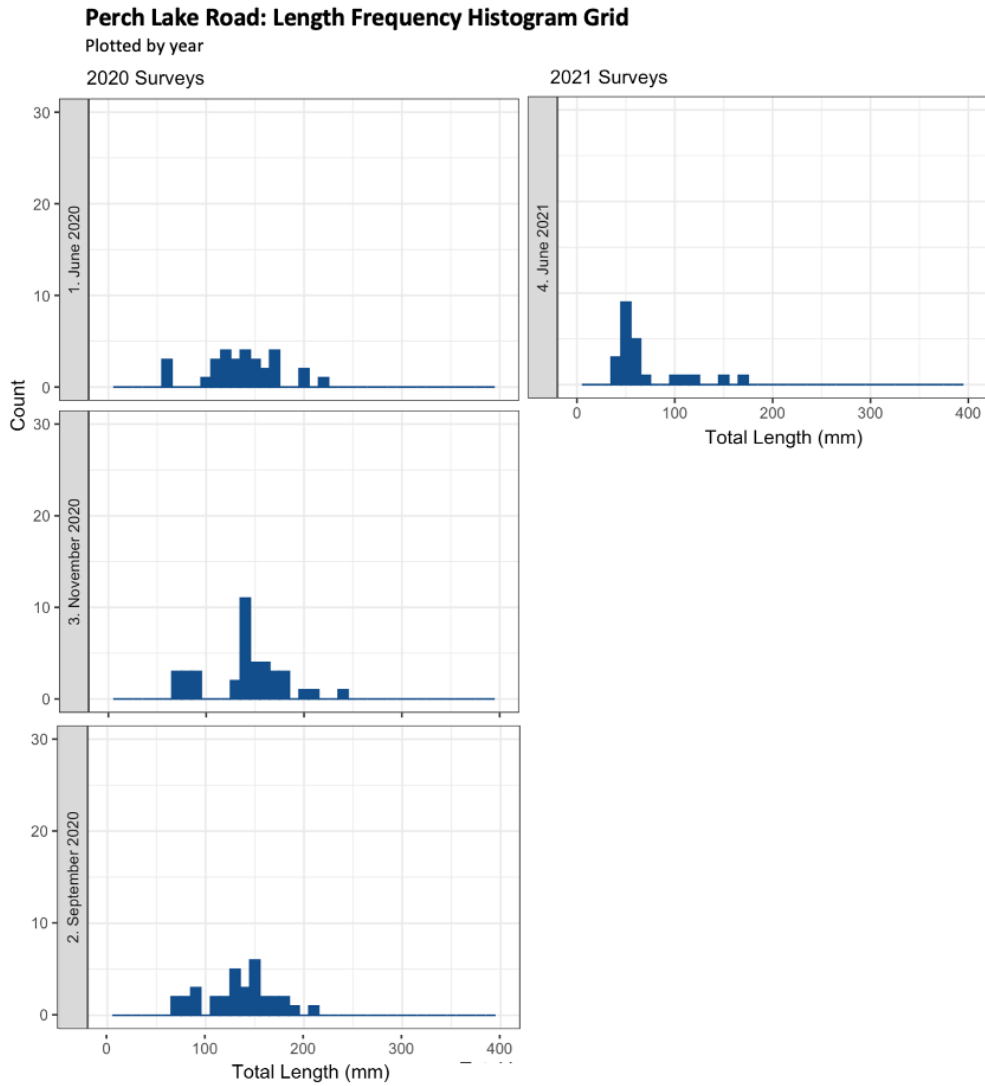 Perch Lake Road: Length Frequency Histogram Grid
Plotted by year
2020 Surveys
2021 Surveys
Count
1. June 2020
30
20
10
0
4. June 2021
0 100 200 300 400
Total Length (mm)
3. November 2020
30
20
10
0
2. September 2020
30
20
10
0
0 100 200 300 400
Total Length (mm)